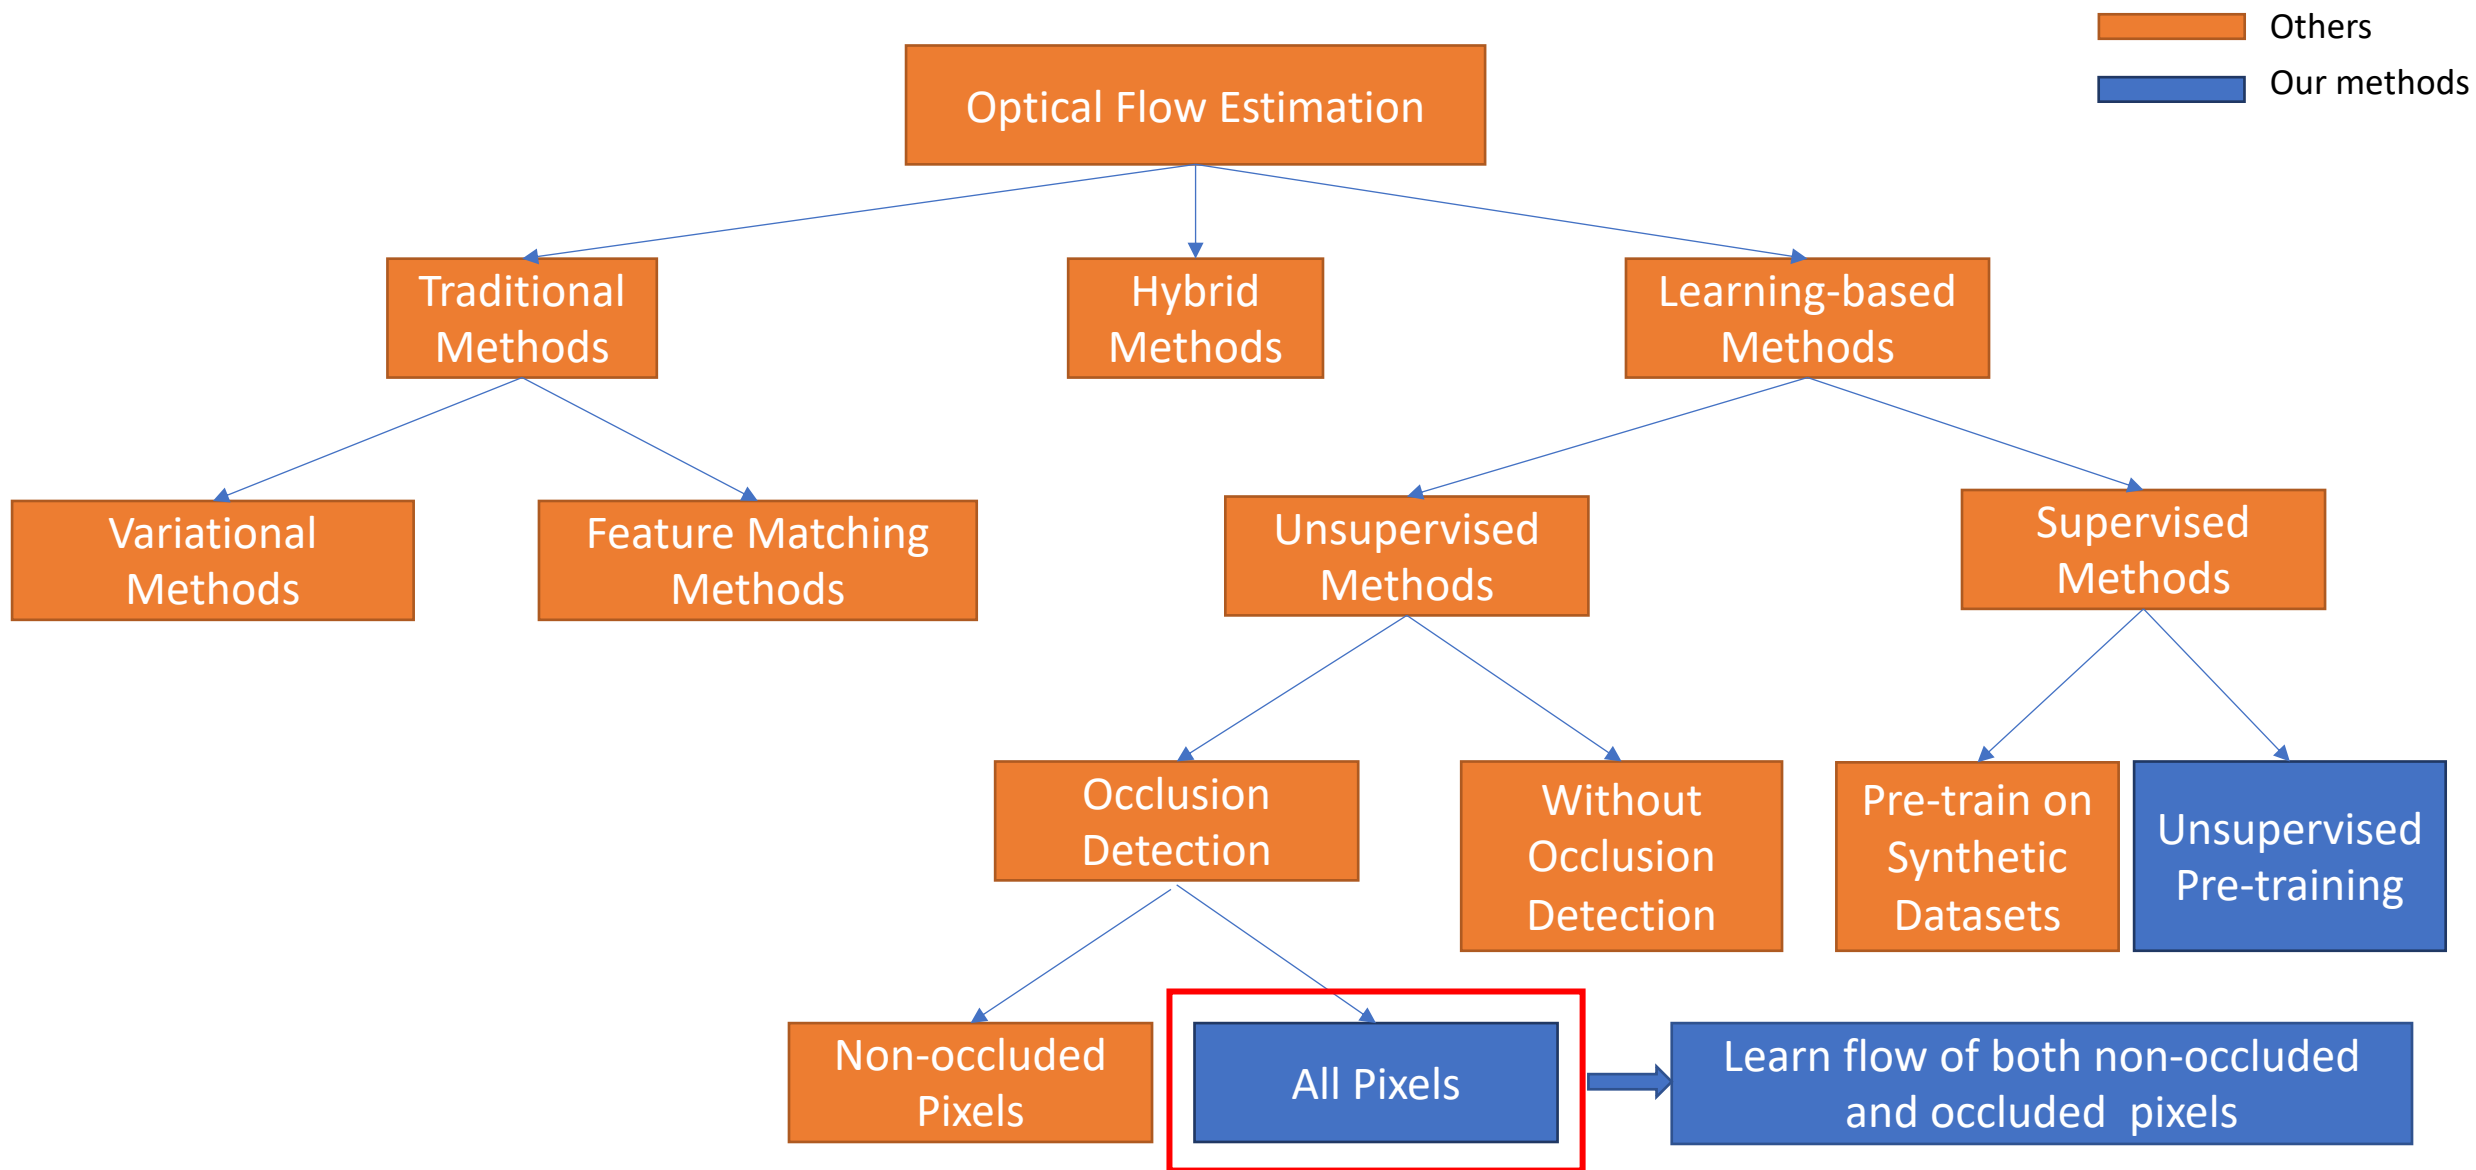 Others
Our methods
Optical Flow Estimation
Traditional
Methods
Hybrid
Methods
Learning-based
Methods
Variational
Methods
Feature Matching
Methods
Unsupervised
Methods
Supervised
Methods
Occlusion
Detection
Without
Occlusion
Detection
Pre-train on
Synthetic
Datasets
Unsupervised
Pre-training
Non-occluded
Pixels
All Pixels
Learn flow of both non-occluded
and occluded pixels